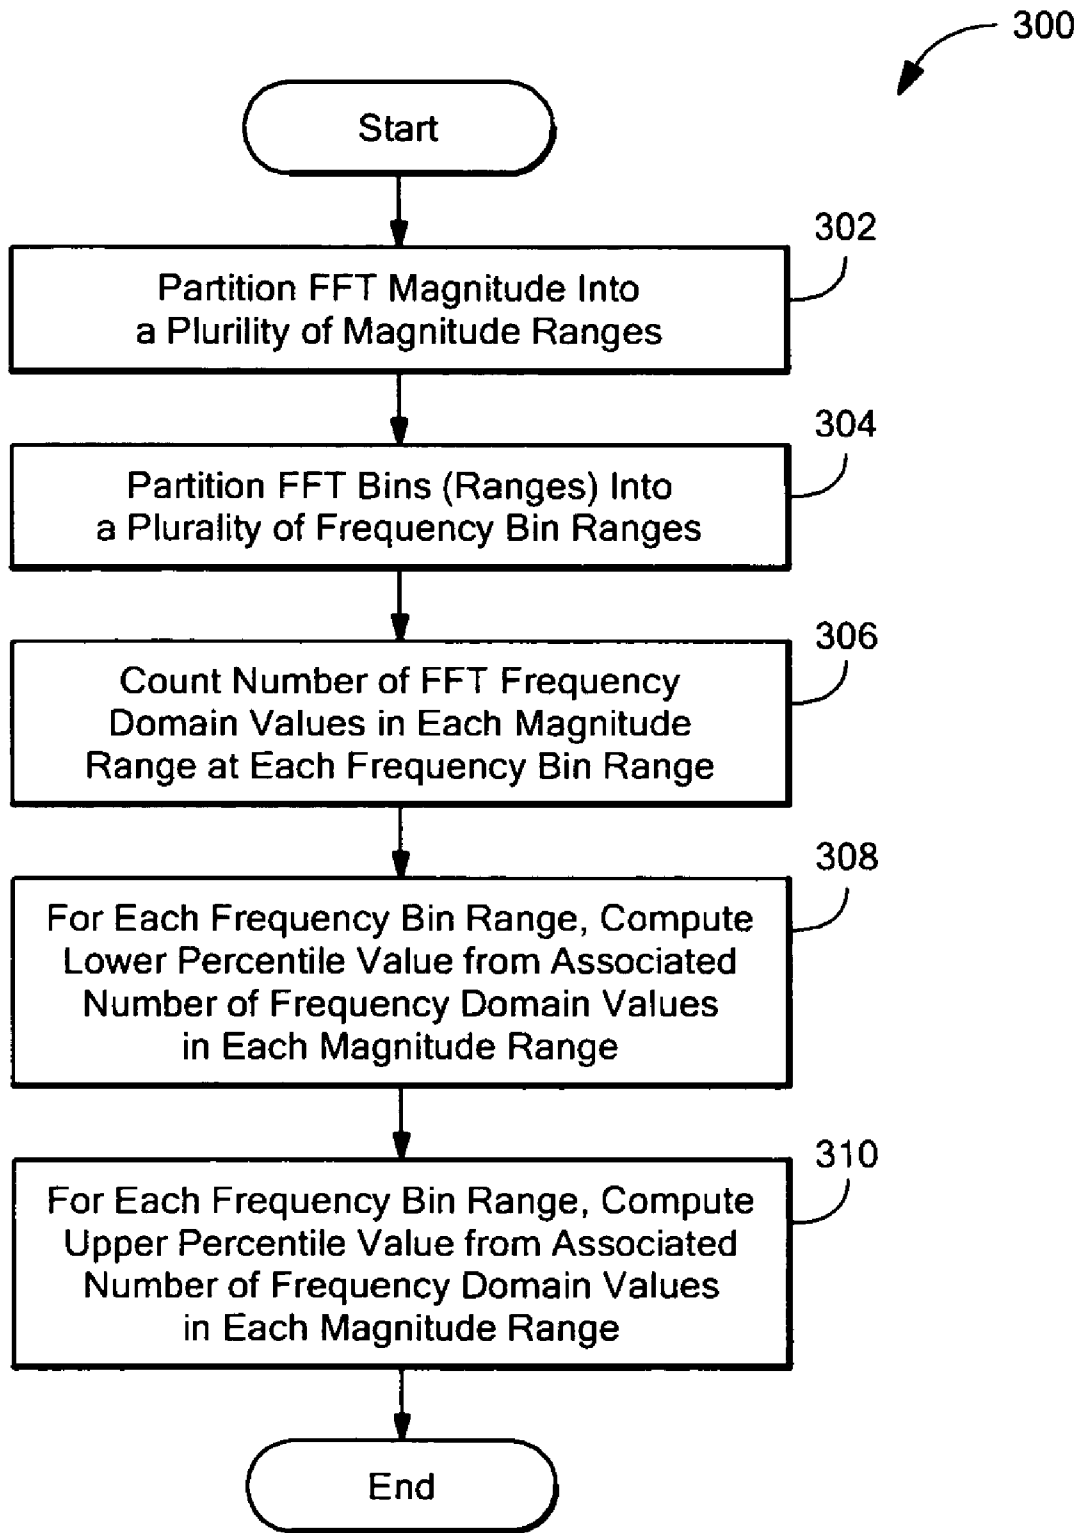 300
Start
302
Partition FFT Magnitude Into
a Plurility of Magnitude Ranges
304
Partition FFT Bins (Ranges) Into
a Plurality of Frequency Bin Ranges
306
Count Number of FFT Frequency
Domain Values in Each Magnitude
Range at Each Frequency Bin Range
308
For Each Frequency Bin Range, Compute
Lower Percentile Value from Associated
Number of Frequency Domain Values
in Each Magnitude Range
310
For Each Frequency Bin Range, Compute
Upper Percentile Value from Associated
Number of Frequency Domain Values
in Each Magnitude Range
End